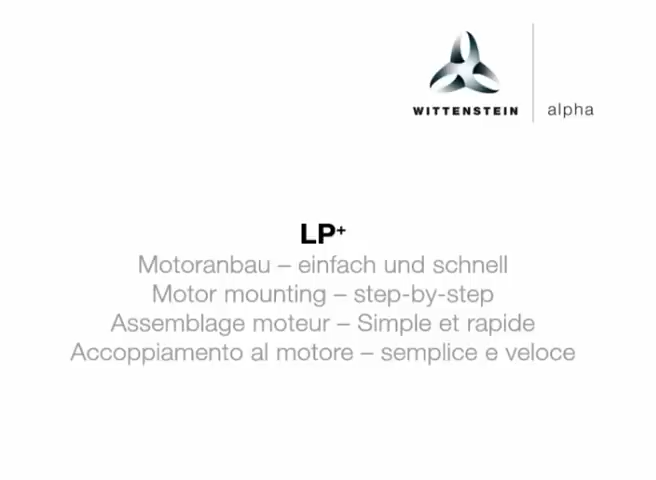 WITTENSTEIN
alpha
LP+
Motoranbau – einfach und schnell
Motor mounting – step-by-step
Assemblage moteur – Simple et rapide
Accoppiamento al motore – semplice e veloce